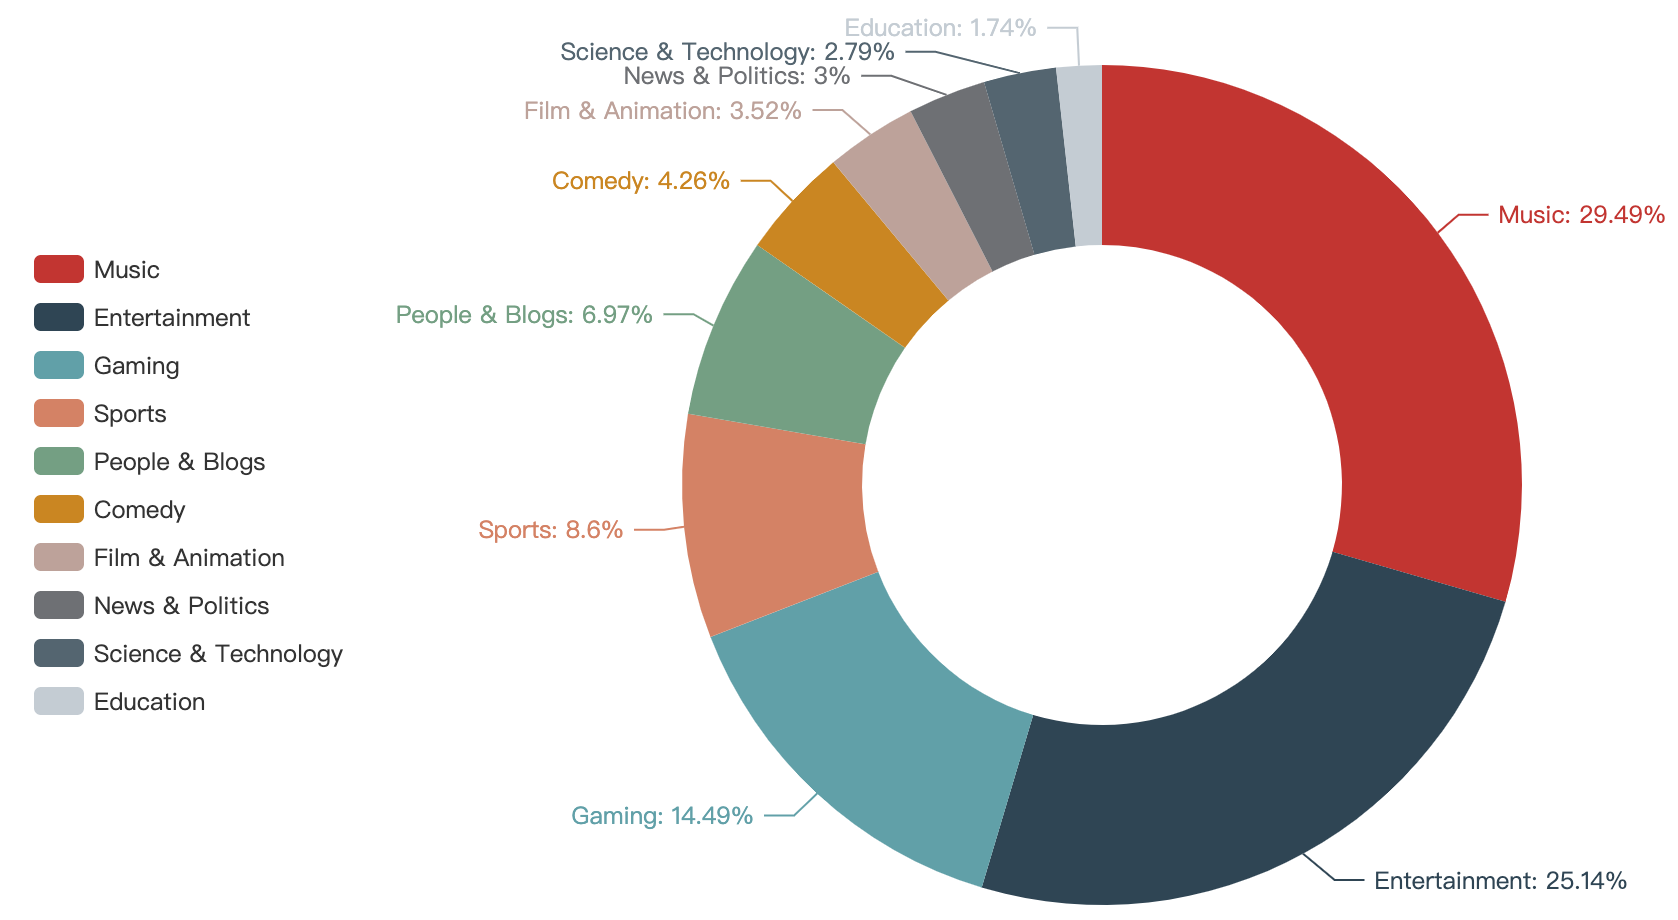 Music
Entertainment
Gaming
Sports
People & Blogs
Comedy
Film & Animation
News & Politics
Science & Technology
Education
Education: 1.74%
Science & Technology: 2.79%
News & Politics: 3%
Film & Animation: 3.52%
Comedy: 4.26%
People & Blogs: 6.97%
Sports: 8.6%
Gaming: 14.49%
Music: 29.49%
Entertainment: 25.14%